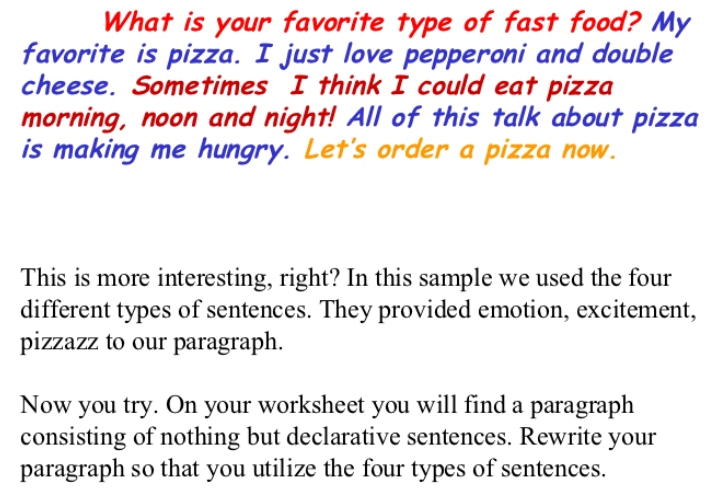 What is your favorite type of fast food? My
favorite is pizza. I just love pepperoni and double
cheese. Sometimes  I think I could eat pizza
morning, noon and night! All of this talk about pizza
is making me hungry. Let's order a pizza now.
This is more interesting, right? In this sample we used the four
different types of sentences. They provided emotion, excitement,
pizzazz to our paragraph.
Now you try. On your worksheet you will find a paragraph
consisting of nothing but declarative sentences. Rewrite your
paragraph so that you utilize the four types of sentences.